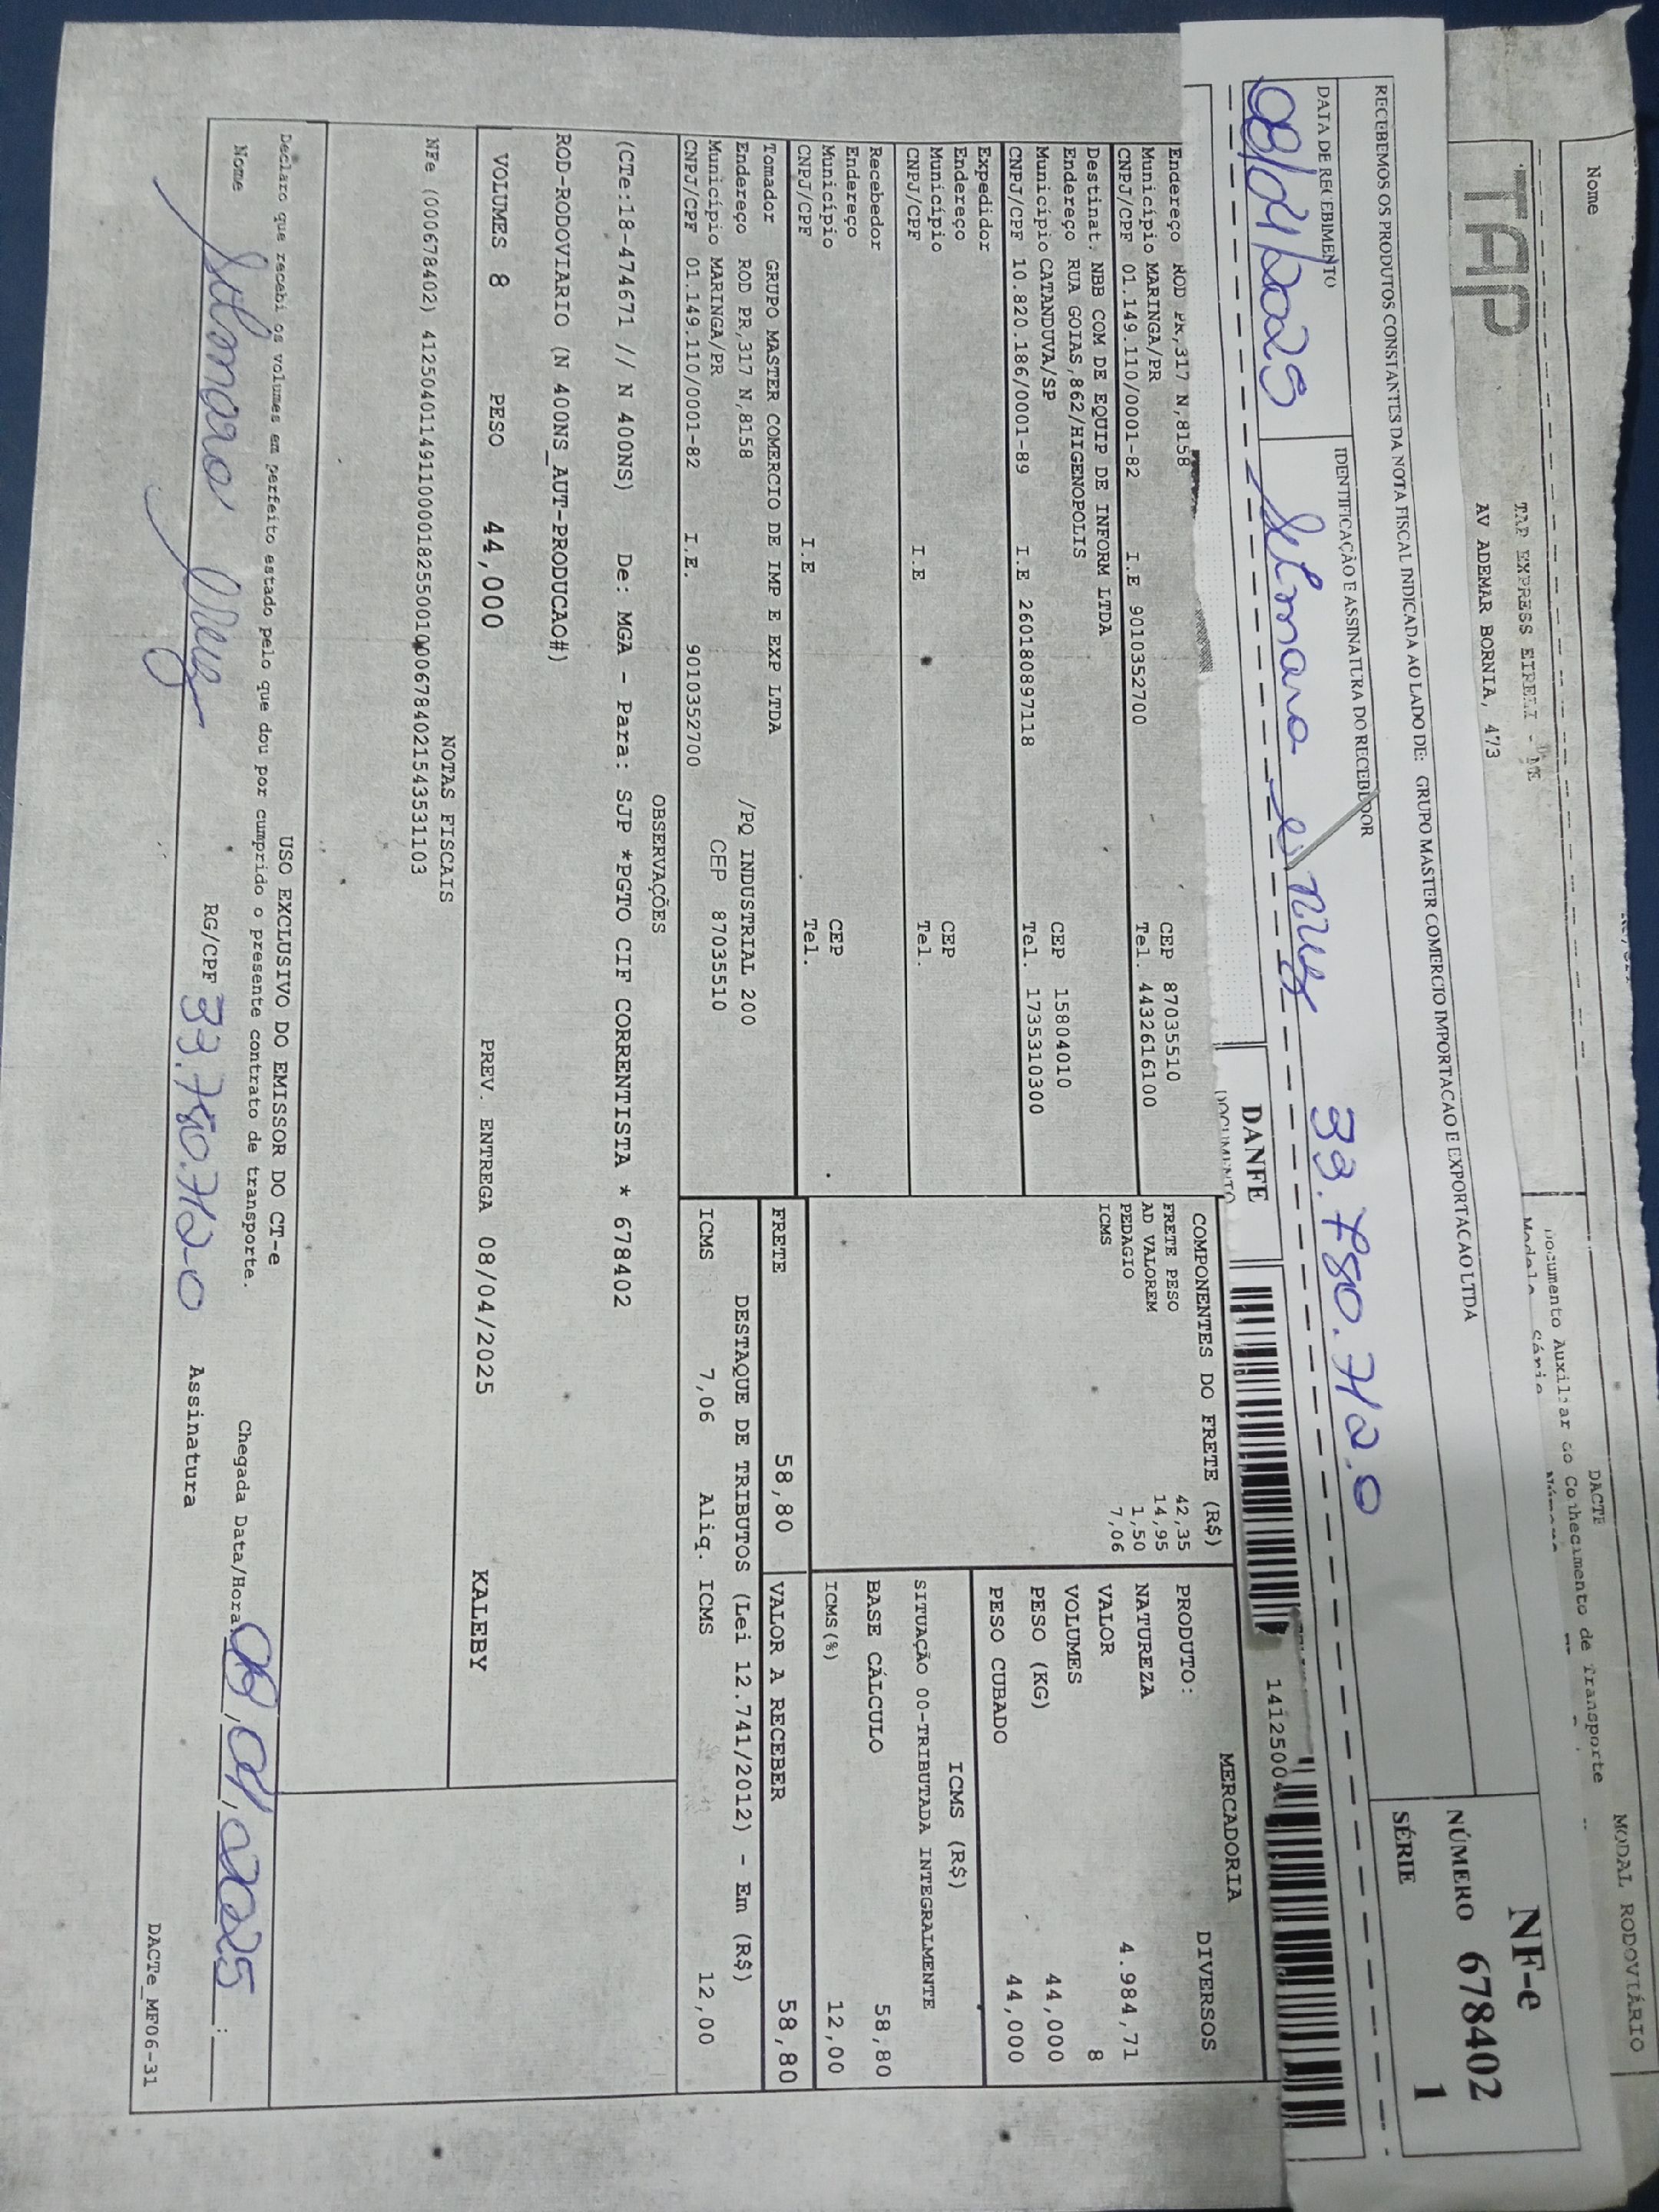 Nome
MODAL RODOVIÁRIO
DACTE
Documento Auxiliar do Conhecimento de Transporte
TAP
TAP EXPRESS EIRELI - ME
AV ADEMAR BORNIA, 473
RECEBEMOS OS PRODUTOS CONSTANTES DA NOTA FISCAL INDICADA AO LADO DE: GRUPO MASTER COMERCIO IMPORTACAO E EXPORTACAO LTDA
NF-e
NÚMERO 678402
SÉRIE 1
DATA DE RECEBIMENTO
IDENTIFICAÇÃO E ASSINATURA DO RECEBEDOR
08/04/2025
33.780.712.0
DANFE
DOCUMENTO
Endereço ROD PR,317 N,8158
CEP 87035510
Município MARINGA/PR
Tel. 4432616100
CNPJ/CPF 01.149.110/0001-82 I.E 9010352700
Destinat. NBB COM DE EQUIP DE INFORM LTDA
Endereço RUA GOIAS,862/HIGENOPOLIS
CEP 15804010
Município CATANDUVA/SP
Tel. 1735310300
CNPJ/CPF 10.820.186/0001-89 I.E 260180897118
Expedidor
Endereço
CEP
Município
Tel.
CNPJ/CPF I.E
Recebedor
Endereço
CEP
Município
Tel.
CNPJ/CPF I.E
Tomador GRUPO MASTER COMERCIO DE IMP E EXP LTDA
Endereço ROD PR,317 N,8158 /PQ INDUSTRIAL 200
Município MARINGA/PR CEP 87035510
CNPJ/CPF 01.149.110/0001-82 I.E. 9010352700
COMPONENTES DO FRETE (R$)
FRETE PESO 42,35
AD VALOREM 14,95
PEDAGIO 1,50
ICMS 7,06
MERCADORIA
PRODUTO: DIVERSOS
NATUREZA
VALOR 4.984,71
VOLUMES 8
PESO (KG) 44,000
PESO CUBADO 44,000
ICMS (R$)
SITUAÇÃO 00-TRIBUTADA INTEGRALMENTE
BASE CÁLCULO 58,80
ICMS(%) 12,00
FRETE 58,80
VALOR A RECEBER 58,80
DESTAQUE DE TRIBUTOS (Lei 12.741/2012) - Em (R$)
ICMS 7,06 Aliq. ICMS 12,00
OBSERVAÇÕES
(CTe:18-474671 // N 400NS) De: MGA - Para: SJP *PGTO CIF CORRENTISTA * 678402
ROD-RODOVIARIO (N 400NS_AUT-PRODUCAO#)
VOLUMES 8 PESO 44,000 PREV. ENTREGA 08/04/2025 KALEBY
NOTAS FISCAIS
NFe (000678402) 41250401149110000182550010006784021543531103
USO EXCLUSIVO DO EMISSOR DO CT-e
Declaro que recebi os volumes em perfeito estado pelo que dou por cumprido o presente contrato de transporte.
Nome
RG/CPF 33.780.712-0
Assinatura
Chegada Data/Hora: 08/04/2025 __:__
DACTe_MF06-31